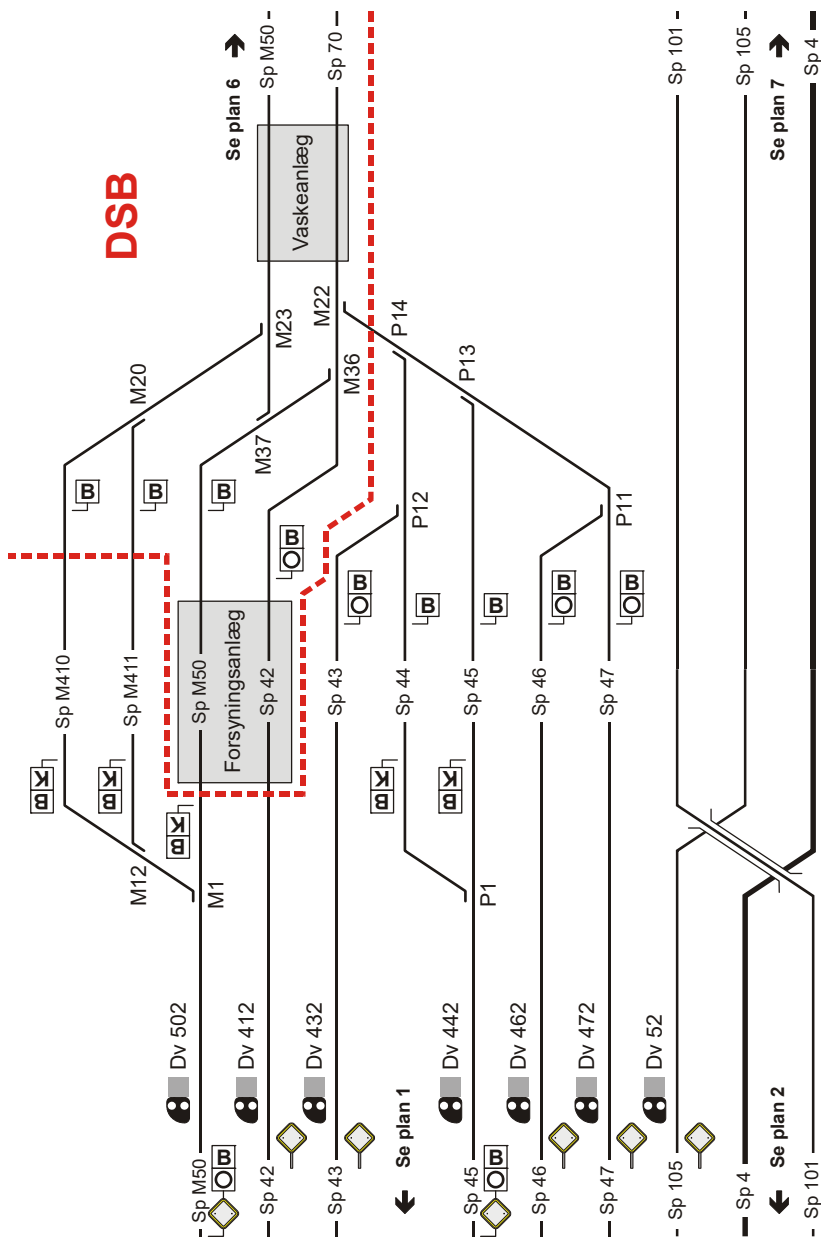 DSB
Se plan 6
Sp M50
Sp 70
Vaskeanlæg
M20
M23
M22
M37
M36
B
B
B
B O
Sp M410
Sp M411
Sp M50
Sp 42
Forsyningsanlæg
B K
B K
B K
M12
M1
P14
P13
P12
P11
B O
B
B
B O
B O
Sp 43
Sp 44
Sp 45
Sp 46
Sp 47
B K
B K
P1
Sp 101
Sp 105
Se plan 7
Sp 4
Dv 502
Dv 412
Dv 432
Dv 442
Dv 462
Dv 472
Dv 52
Sp M50
B O
Sp 42
Sp 43
Se plan 1
Sp 45
B O
Sp 46
Sp 47
Sp 105
Sp 4
Se plan 2
Sp 101